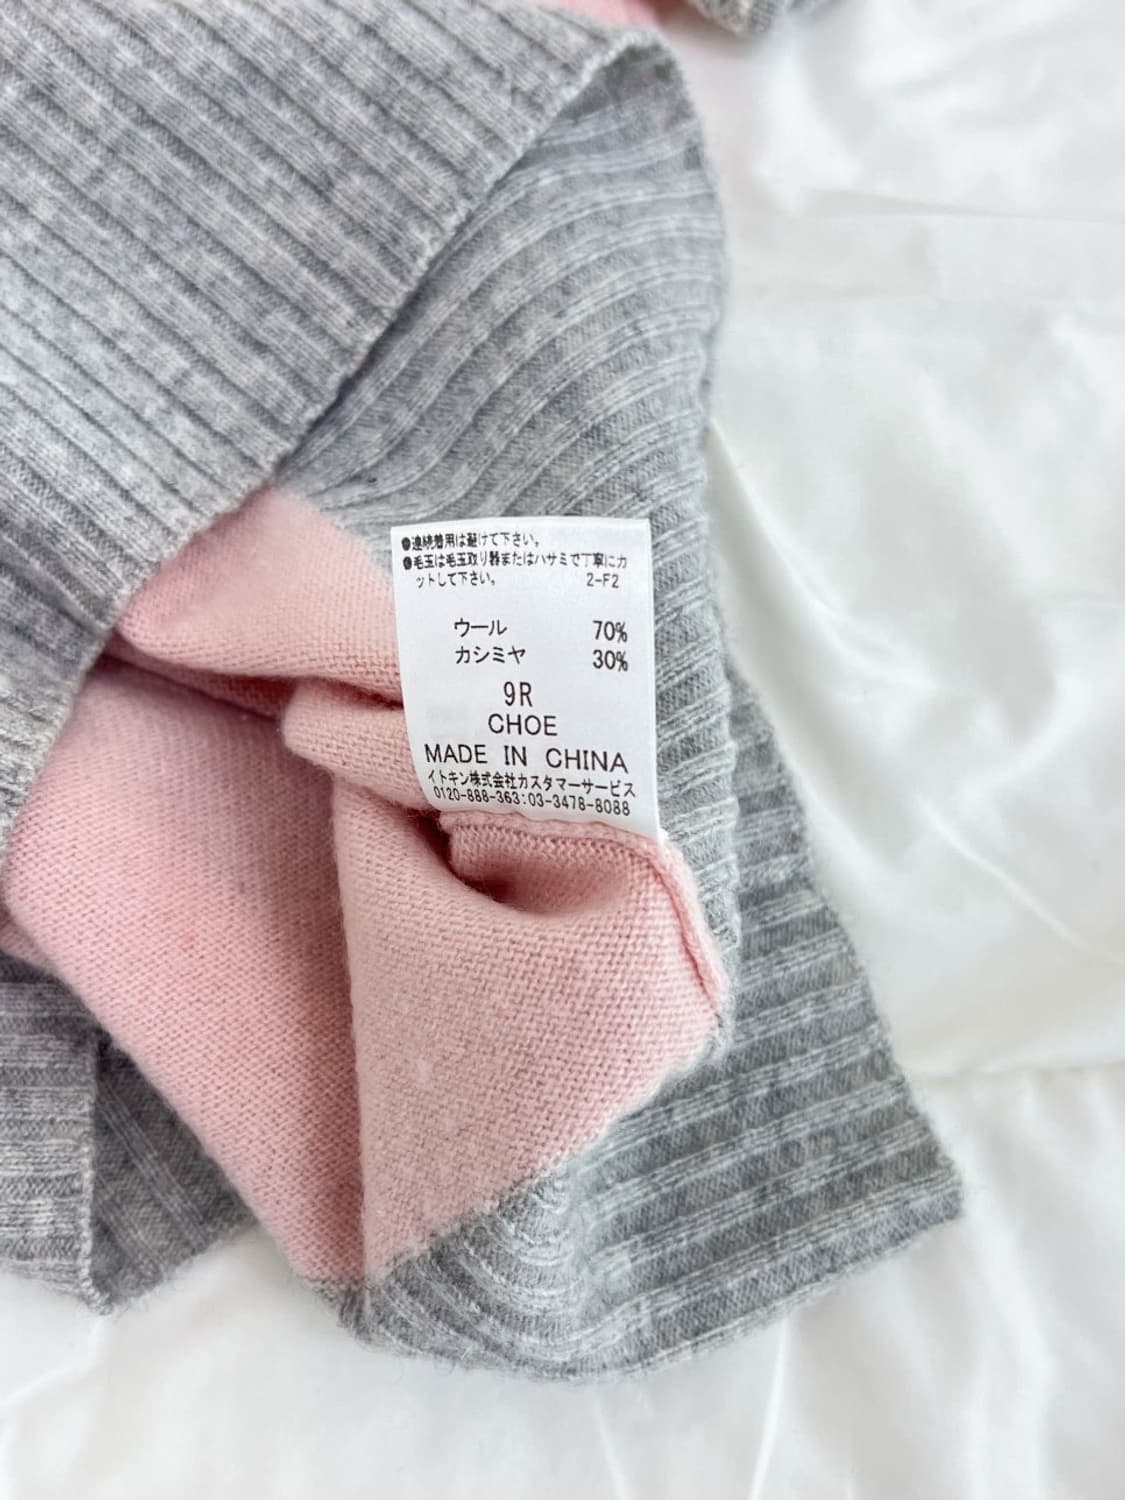 ●連続着用は避けて下さい。
●毛玉は毛玉取り器またはハサミで丁寧にカ
ットして下さい。 2-F2
ウール 70%
カシミヤ 30%
9R
CHOE
MADE IN CHINA
イトキン株式会社カスタマーサービス
0120-888-363:03-3478-8088